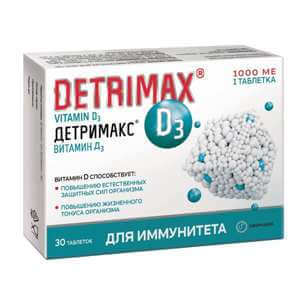 DETRIMAX®
VITAMIN D3
ДЕТРИМАКС®
ВИТАМИН Д3
D3
1000 МЕ
1 ТАБЛЕТКА
ВИТАМИН D СПОСОБСТВУЕТ:
ПОВЫШЕНИЮ ЕСТЕСТВЕННЫХ
ЗАЩИТНЫХ СИЛ ОРГАНИЗМА
ПОВЫШЕНИЮ ЖИЗНЕННОГО
ТОНУСА ОРГАНИЗМА
30 ТАБЛЕТОК
ДЛЯ ИММУНИТЕТА